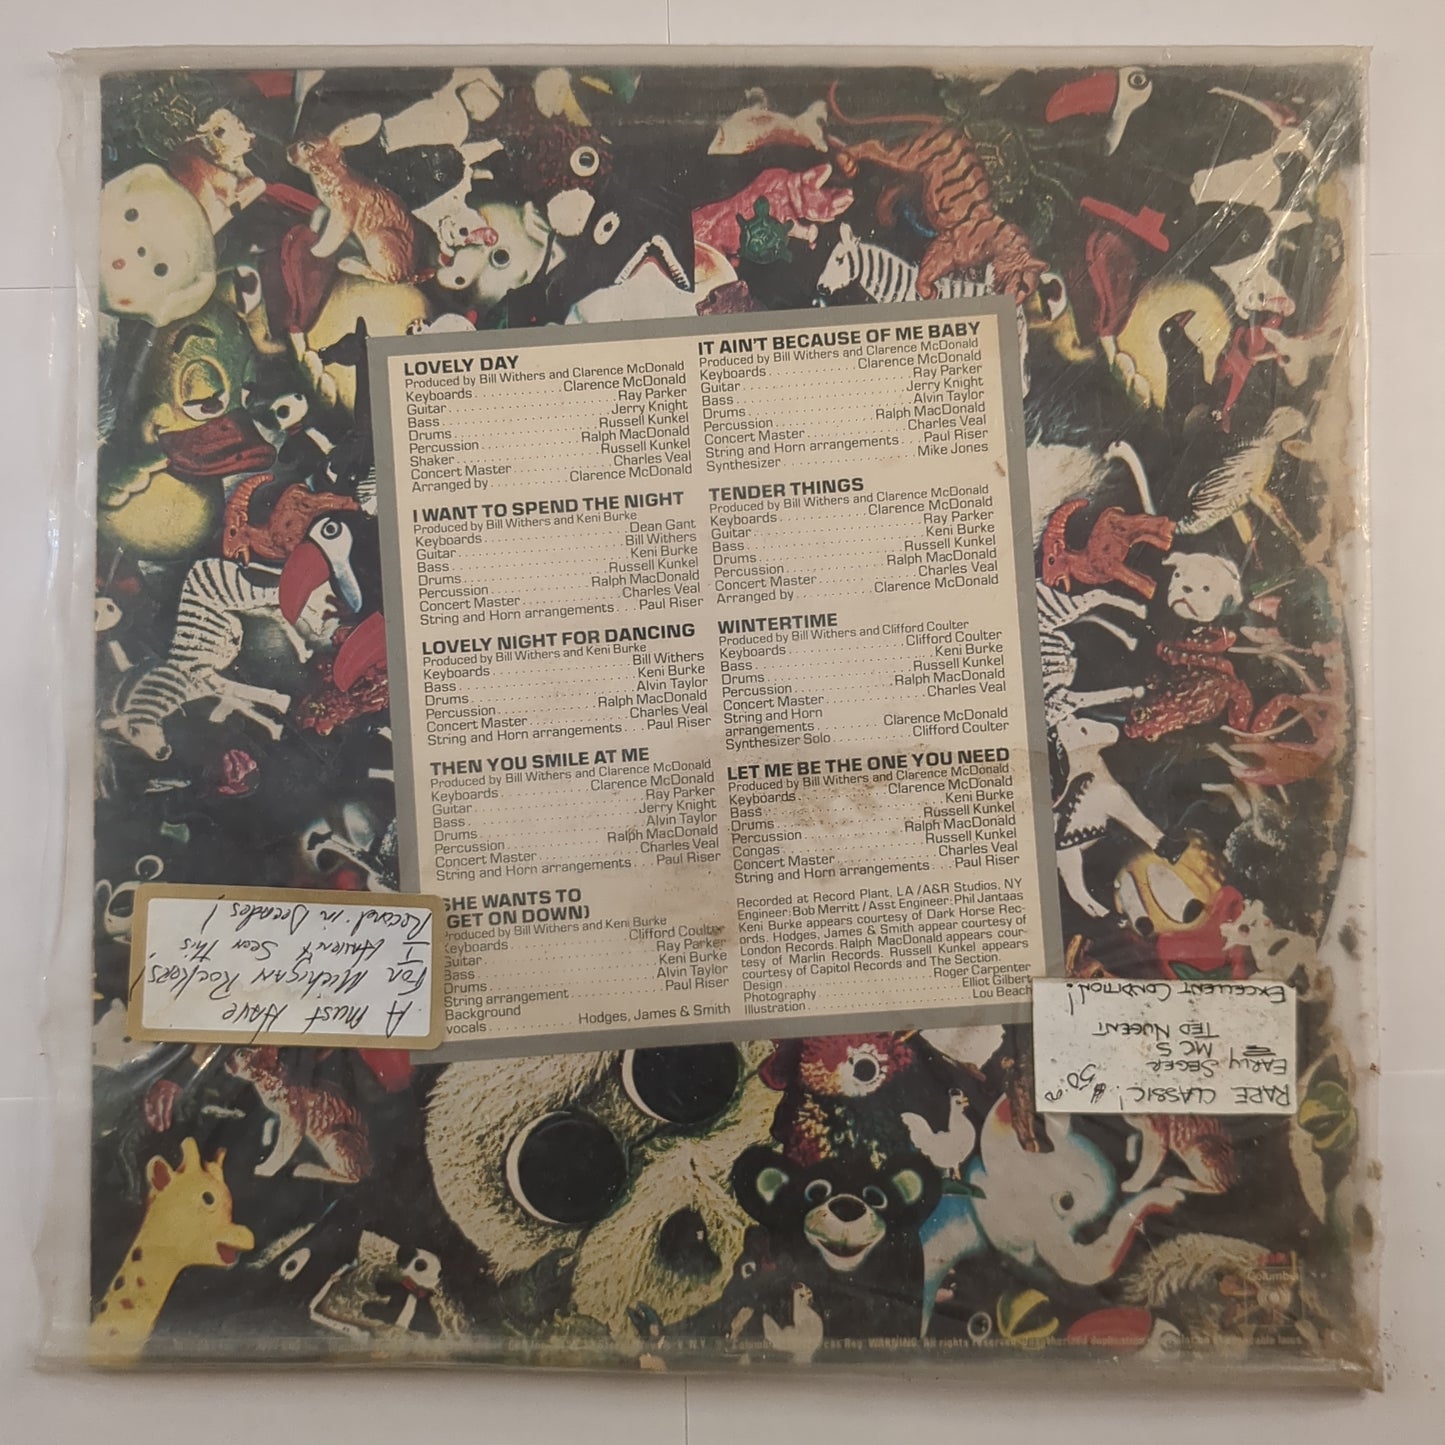 LOVELY DAY
Produced by Bill Withers and Clarence McDonald
Keyboards . . . . . . . . . . . . Clarence McDonald
Guitar . . . . . . . . . . . . Ray Parker
Bass . . . . . . . . . . . . Jerry Knight
Drums . . . . . . . . . . . . Russell Kunkel
Percussion . . . . . . . . . . . . Ralph MacDonald
Shaker . . . . . . . . . . . . Russell Kunkel
Concert Master . . . . . . . . . . . . Charles Veal
Arranged by . . . . . . . . . . . . Clarence McDonald
I WANT TO SPEND THE NIGHT
Produced by Bill Withers and Keni Burke
Keyboards . . . . . . . . . . . . Dean Gant
Guitar . . . . . . . . . . . . Bill Withers
Bass . . . . . . . . . . . . Keni Burke
Drums . . . . . . . . . . . . Russell Kunkel
Percussion . . . . . . . . . . . . Ralph MacDonald
Concert Master . . . . . . . . . . . . Charles Veal
String and Horn arrangements . . . Paul Riser
LOVELY NIGHT FOR DANCING
Produced by Bill Withers and Keni Burke
Keyboards . . . . . . . . . . . . Bill Withers
Bass . . . . . . . . . . . . Keni Burke
Drums . . . . . . . . . . . . Alvin Taylor
Percussion . . . . . . . . . . . . Ralph MacDonald
Concert Master . . . . . . . . . . . . Charles Veal
String and Horn arrangements . . . Paul Riser
THEN YOU SMILE AT ME
Produced by Bill Withers and Clarence McDonald
Keyboards . . . . . . . . . . . . Clarence McDonald
Guitar . . . . . . . . . . . . Ray Parker
Bass . . . . . . . . . . . . Jerry Knight
Drums . . . . . . . . . . . . Alvin Taylor
Percussion . . . . . . . . . . . . Ralph MacDonald
Concert Master . . . . . . . . . . . . Charles Veal
String and Horn arrangements . . . Paul Riser
SHE WANTS TO
(GET ON DOWN)
Produced by Bill Withers and Keni Burke
Keyboards . . . . . . . . . . . . Clifford Coulter
Guitar . . . . . . . . . . . . Ray Parker
Bass . . . . . . . . . . . . Keni Burke
Drums . . . . . . . . . . . . Alvin Taylor
String arrangement . . . . . . . . . . . . Paul Riser
Background
vocals . . . . . . . . . . . . Hodges, James & Smith
IT AIN'T BECAUSE OF ME BABY
Produced by Bill Withers and Clarence McDonald
Keyboards . . . . . . . . . . . . Clarence McDonald
Guitar . . . . . . . . . . . . Ray Parker
Bass . . . . . . . . . . . . Jerry Knight
Drums . . . . . . . . . . . . Alvin Taylor
Percussion . . . . . . . . . . . . Ralph MacDonald
Concert Master . . . . . . . . . . . . Charles Veal
String and Horn arrangements . . . Paul Riser
Synthesizer . . . . . . . . . . . . Mike Jones
TENDER THINGS
Produced by Bill Withers and Clarence McDonald
Keyboards . . . . . . . . . . . . Clarence McDonald
Guitar . . . . . . . . . . . . Ray Parker
Bass . . . . . . . . . . . . Keni Burke
Drums . . . . . . . . . . . . Russell Kunkel
Percussion . . . . . . . . . . . . Ralph MacDonald
Concert Master . . . . . . . . . . . . Charles Veal
Arranged by . . . . . . . . . . . . Clarence McDonald
WINTERTIME
Produced by Bill Withers and Clifford Coulter
Keyboards . . . . . . . . . . . . Clifford Coulter
Bass . . . . . . . . . . . . Keni Burke
Drums . . . . . . . . . . . . Russell Kunkel
Percussion . . . . . . . . . . . . Ralph MacDonald
Concert Master . . . . . . . . . . . . Charles Veal
String and Horn
arrangements . . . . . . . . . . . . Clarence McDonald
Synthesizer Solo . . . . . . . . . . . . Clifford Coulter
LET ME BE THE ONE YOU NEED
Produced by Bill Withers and Clarence McDonald
Keyboards . . . . . . . . . . . . Clarence McDonald
Bass . . . . . . . . . . . . Keni Burke
Drums . . . . . . . . . . . . Russell Kunkel
Percussion . . . . . . . . . . . . Ralph MacDonald
Congas . . . . . . . . . . . . Russell Kunkel
Concert Master . . . . . . . . . . . . Charles Veal
String and Horn arrangements . . . Paul Riser
Recorded at Record Plant, LA/A&R Studios, NY
Engineer: Bob Merritt/Asst Engineer: Phil Jantaas
Keni Burke appears courtesy of Dark Horse Rec-
ords. Hodges, James & Smith appear courtesy of
London Records. Ralph MacDonald appears cour-
tesy of Marlin Records. Russell Kunkel appears
courtesy of Capitol Records and The Section.
Design . . . . . . . . . . . . Roger Carpenter
Photography . . . . . . . . . . . . Elliot Gilbert
Illustration . . . . . . . . . . . . Lou Beach
A must Have
For Michigan Rockers!
I Haven't Seen this
Record in Decades!
RARE CLASSIC! $50.00
EARLY SEGER
MC 5
TED NUGENT
EXCELLENT CONDITION!
Columbia
WARNING: All rights reserved.